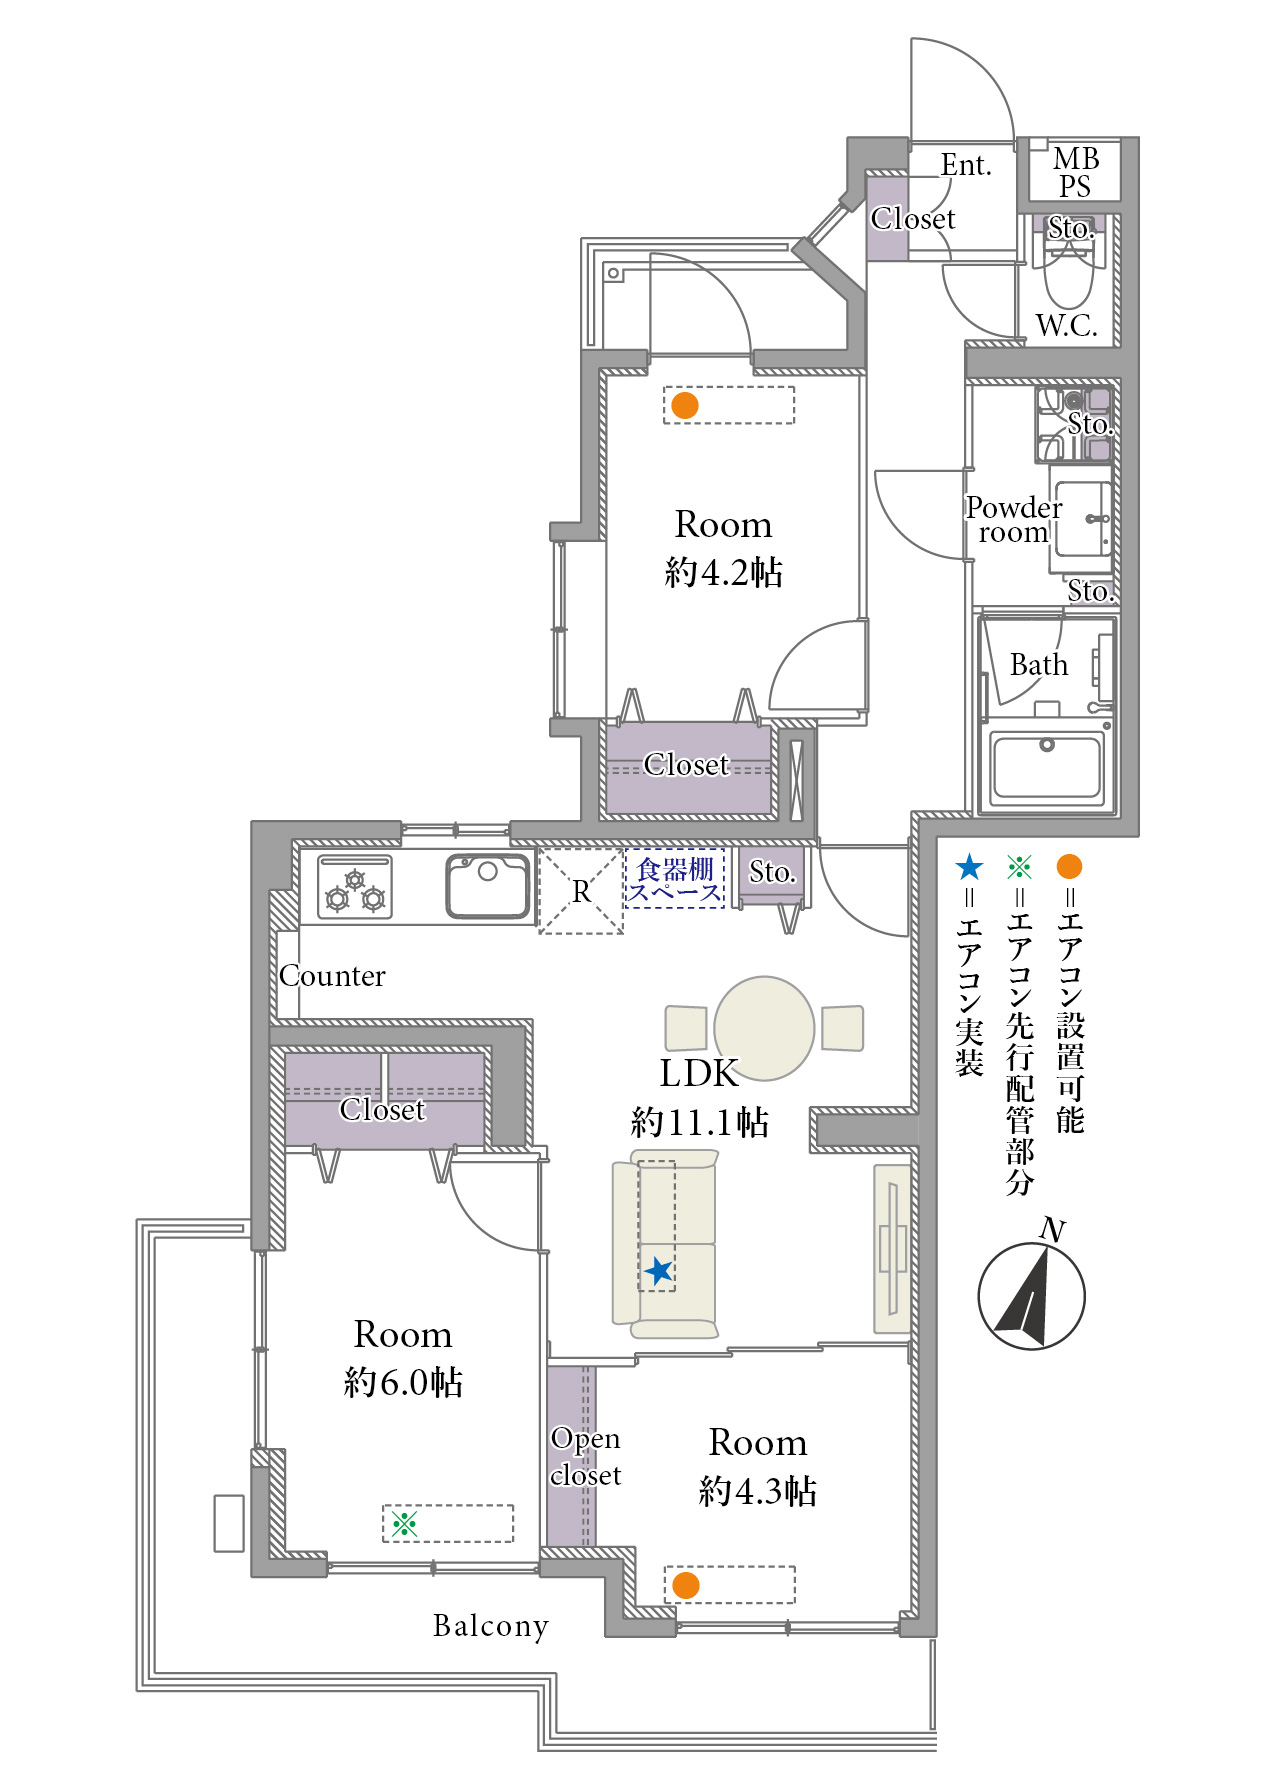 Ent.
MB
PS
Closet
Sto.
W.C.
Sto.
Room
約4.2帖
Powder
room
Sto.
Bath
Closet
R
食器棚
スペース
Sto.
Counter
LDK
約11.1帖
Closet
★=エアコン実装
※=エアコン先行配管部分
●=エアコン設置可能
N
★
Room
約6.0帖
Open
closet
Room
約4.3帖
※
Balcony